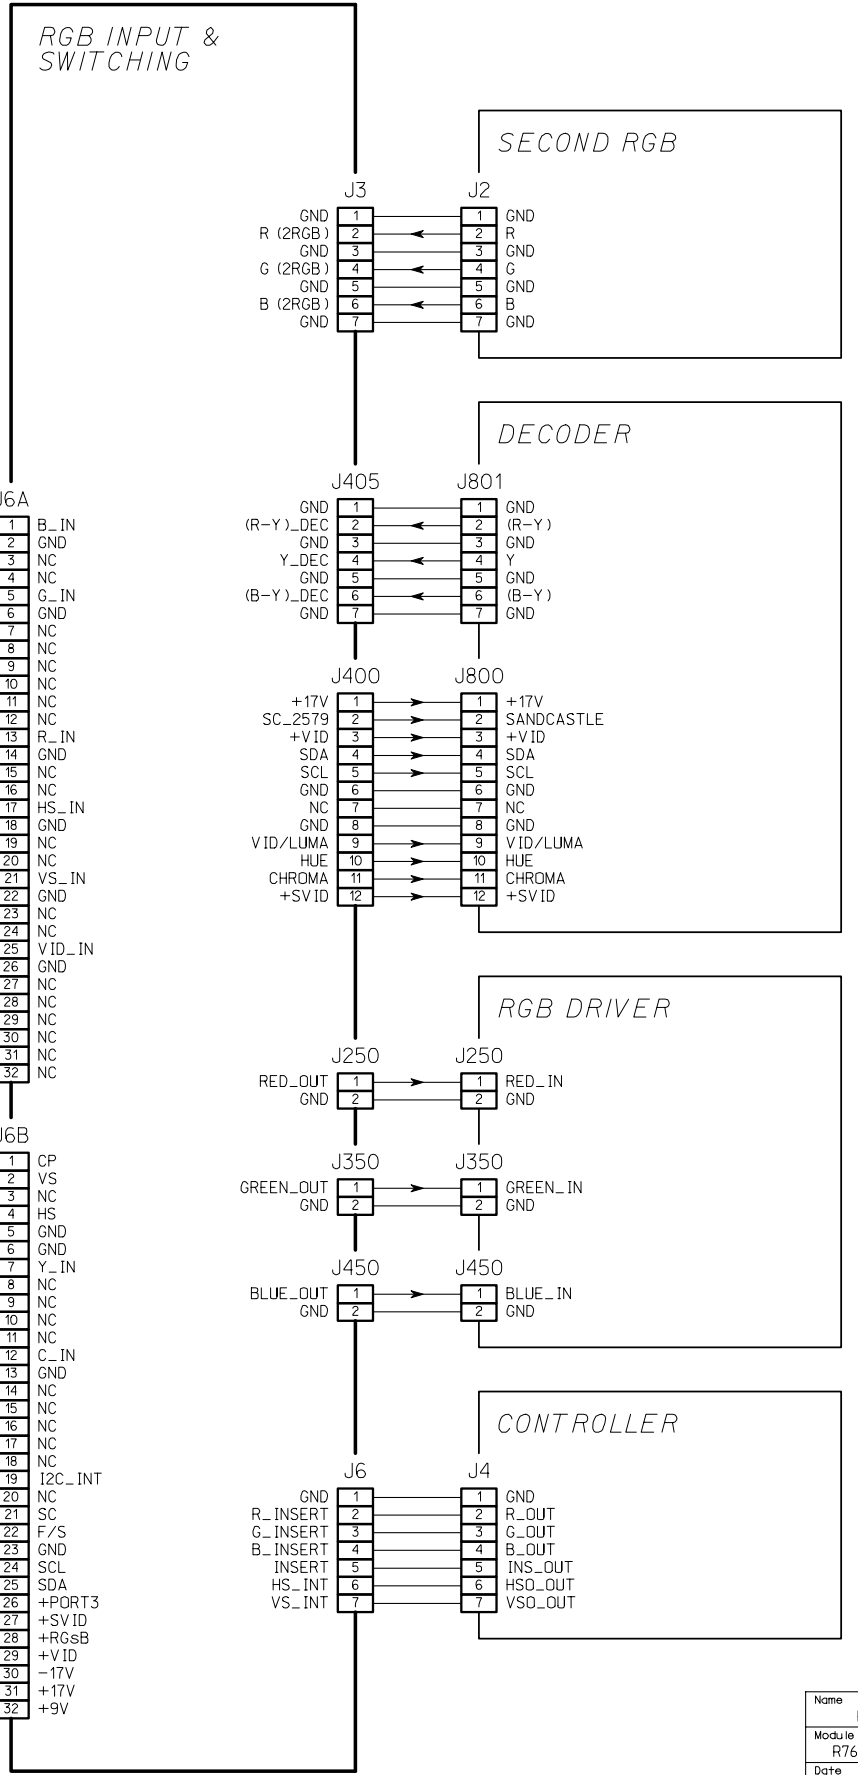 RGB INPUT &
SWITCHING
SECOND RGB
J3 J2
GND 1 1 GND
R (2RGB) 2 2 R
GND 3 3 GND
G (2RGB) 4 4 G
GND 5 5 GND
B (2RGB) 6 6 B
GND 7 7 GND
DECODER
J405 J801
GND 1 1 GND
(R-Y)_DEC 2 2 (R-Y)
GND 3 3 GND
Y_DEC 4 4 Y
GND 5 5 GND
(B-Y)_DEC 6 6 (B-Y)
GND 7 7 GND
J400 J800
+17V 1 1 +17V
SC_2579 2 2 SANDCASTLE
+VID 3 3 +VID
SDA 4 4 SDA
SCL 5 5 SCL
GND 6 6 GND
NC 7 7 NC
GND 8 8 GND
VID/LUMA 9 9 VID/LUMA
HUE 10 10 HUE
CHROMA 11 11 CHROMA
+SVID 12 12 +SVID
RGB DRIVER
J250 J250
RED_OUT 1 1 RED_IN
GND 2 2 GND
J350 J350
GREEN_OUT 1 1 GREEN_IN
GND 2 2 GND
J450 J450
BLUE_OUT 1 1 BLUE_IN
GND 2 2 GND
CONTROLLER
J6 J4
GND 1 1 GND
R_INSERT 2 2 R_OUT
G_INSERT 3 3 G_OUT
B_INSERT 4 4 B_OUT
INSERT 5 5 INS_OUT
HS_INT 6 6 HSO_OUT
VS_INT 7 7 VSO_OUT
J6A
1 B_IN
2 GND
3 NC
4 NC
5 G_IN
6 GND
7 NC
8 NC
9 NC
10 NC
11 NC
12 NC
13 R_IN
14 GND
15 NC
16 NC
17 HS_IN
18 GND
19 NC
20 NC
21 VS_IN
22 GND
23 NC
24 NC
25 VID_IN
26 GND
27 NC
28 NC
29 NC
30 NC
31 NC
32 NC
J6B
1 CP
2 VS
3 NC
4 HS
5 GND
6 GND
7 Y_IN
8 NC
9 NC
10 NC
11 NC
12 C_IN
13 GND
14 NC
15 NC
16 NC
17 NC
18 NC
19 I2C_INT
20 NC
21 SC
22 F/S
23 GND
24 SCL
25 SDA
26 +PORT3
27 +SVID
28 +RGsB
29 +VID
30 -17V
31 +17V
32 +9V
Name
Module
R76
Date